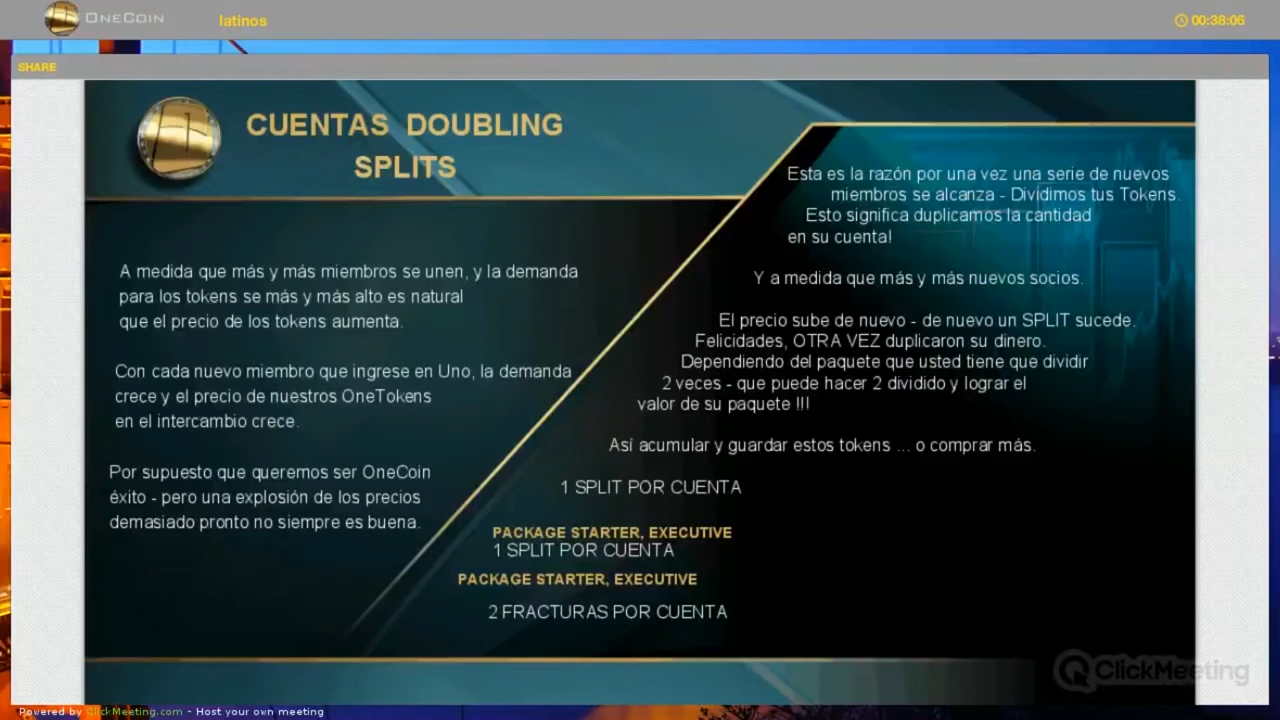 ONECOIN
latinos
00:38:06
SHARE
CUENTAS DOUBLING
SPLITS
A medida que más y más miembros se unen, y la demanda
para los tokens se más y más alto es natural
que el precio de los tokens aumenta.
Con cada nuevo miembro que ingrese en Uno, la demanda
crece y el precio de nuestros OneTokens
en el intercambio crece.
Por supuesto que queremos ser OneCoin
éxito - pero una explosión de los precios
demasiado pronto no siempre es buena.
Esta es la razón por una vez una serie de nuevos
miembros se alcanza - Dividimos tus Tokens.
Esto significa duplicamos la cantidad
en su cuenta!
Y a medida que más y más nuevos socios.
El precio sube de nuevo - de nuevo un SPLIT sucede.
Felicidades, OTRA VEZ duplicaron su dinero.
Dependiendo del paquete que usted tiene que dividir
2 veces - que puede hacer 2 dividido y lograr el
valor de su paquete !!!
Así acumular y guardar estos tokens ... o comprar más.
1 SPLIT POR CUENTA
PACKAGE STARTER, EXECUTIVE
1 SPLIT POR CUENTA
PACKAGE STARTER, EXECUTIVE
2 FRACTURAS POR CUENTA
ClickMeeting
Powered by ClickMeeting.com - Host your own meeting